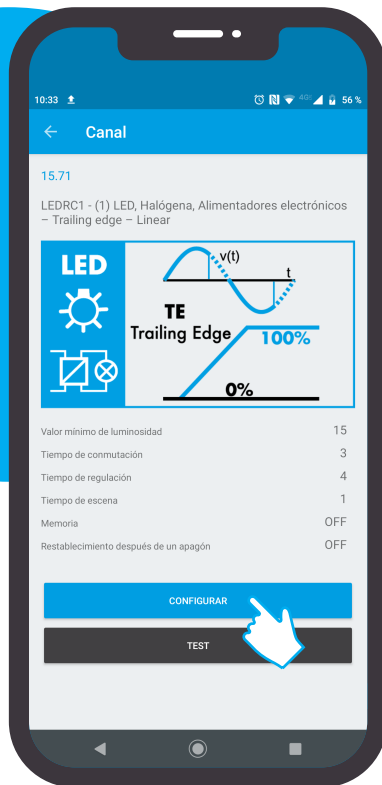 10:33 4G 56 %
Canal
15.71
LEDRC1 - (1) LED, Halógena, Alimentadores electrónicos
– Trailing edge – Linear
LED
v(t)
t
TE
Trailing Edge
100%
0%
Valor mínimo de luminosidad 15
Tiempo de conmutación 3
Tiempo de regulación 4
Tiempo de escena 1
Memoria OFF
Restablecimiento después de un apagón OFF
CONFIGURAR
TEST